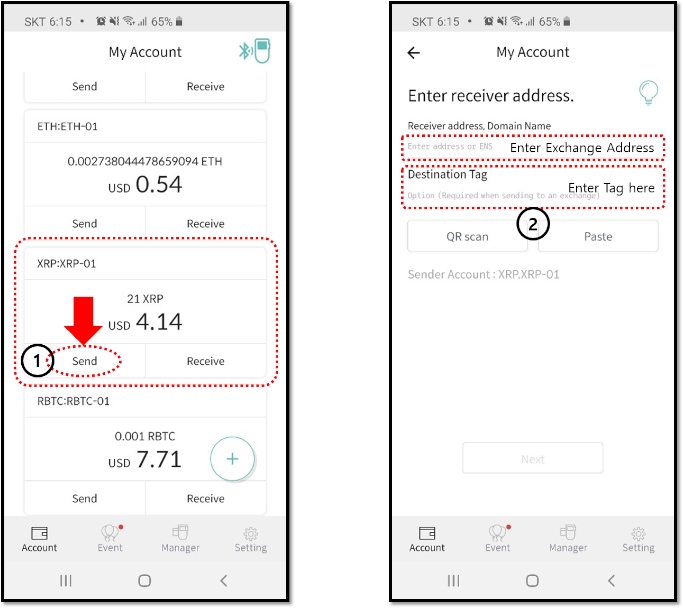 SKT 6:15 • 65%
My Account
Send Receive
ETH:ETH-01
0.002738044478659094 ETH
USD 0.54
Send Receive
XRP:XRP-01
21 XRP
USD 4.14
1 Send Receive
RBTC:RBTC-01
0.001 RBTC
USD 7.71
+
Send Receive
Account Event Manager Setting
SKT 6:15 • 65%
My Account
Enter receiver address.
Receiver address, Domain Name
Enter address or ENS Enter Exchange Address
Destination Tag
Enter Tag here
Option (Required when sending to an exchange)
2
QR scan Paste
Sender Account : XRP.XRP-01
Next
Account Event Manager Setting